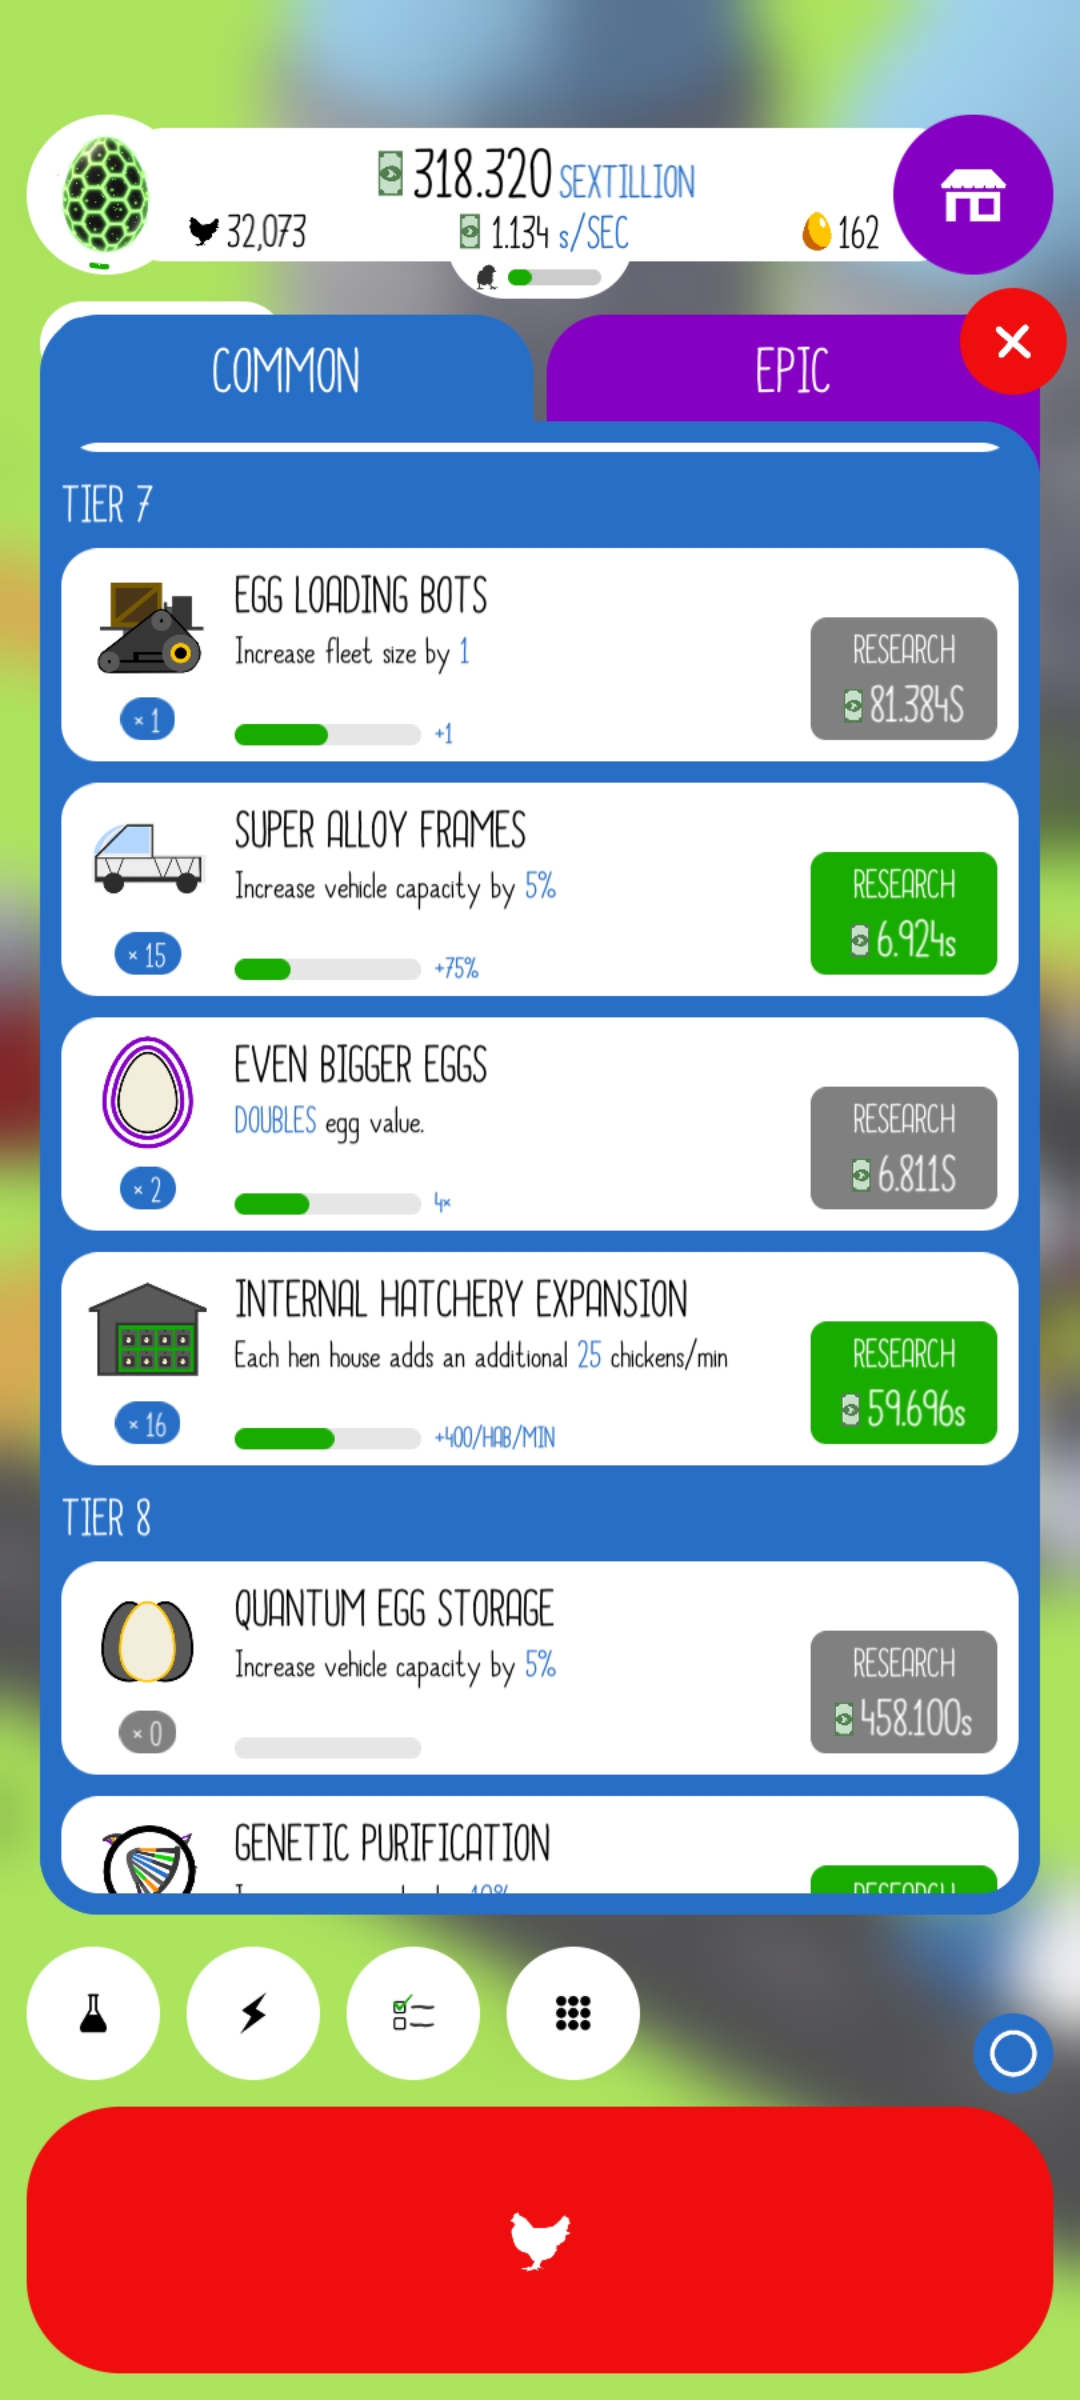 318.320 SEXTILLION
32,073 1.134 s/SEC 162
COMMON EPIC
TIER 7
EGG LOADING BOTS
Increase fleet size by 1
RESEARCH
81.384S
× 1
+1
SUPER ALLOY FRAMES
Increase vehicle capacity by 5%
RESEARCH
6.924s
× 15
+75%
EVEN BIGGER EGGS
DOUBLES egg value.
RESEARCH
6.811S
× 2
4×
INTERNAL HATCHERY EXPANSION
Each hen house adds an additional 25 chickens/min
RESEARCH
59.696s
× 16
+400/HAB/MIN
TIER 8
QUANTUM EGG STORAGE
Increase vehicle capacity by 5%
RESEARCH
458.100s
× 0
GENETIC PURIFICATION
RESEARCH